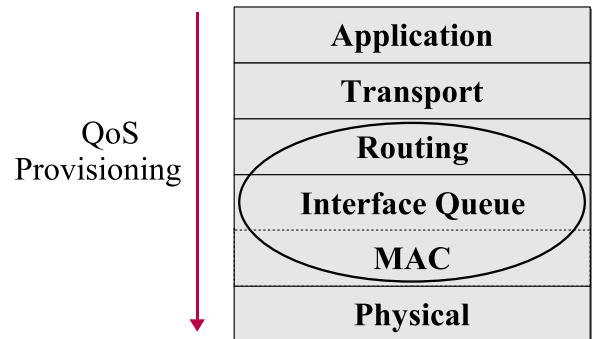 QoS
Provisioning
Application
Transport
Routing
Interface Queue
MAC
Physical